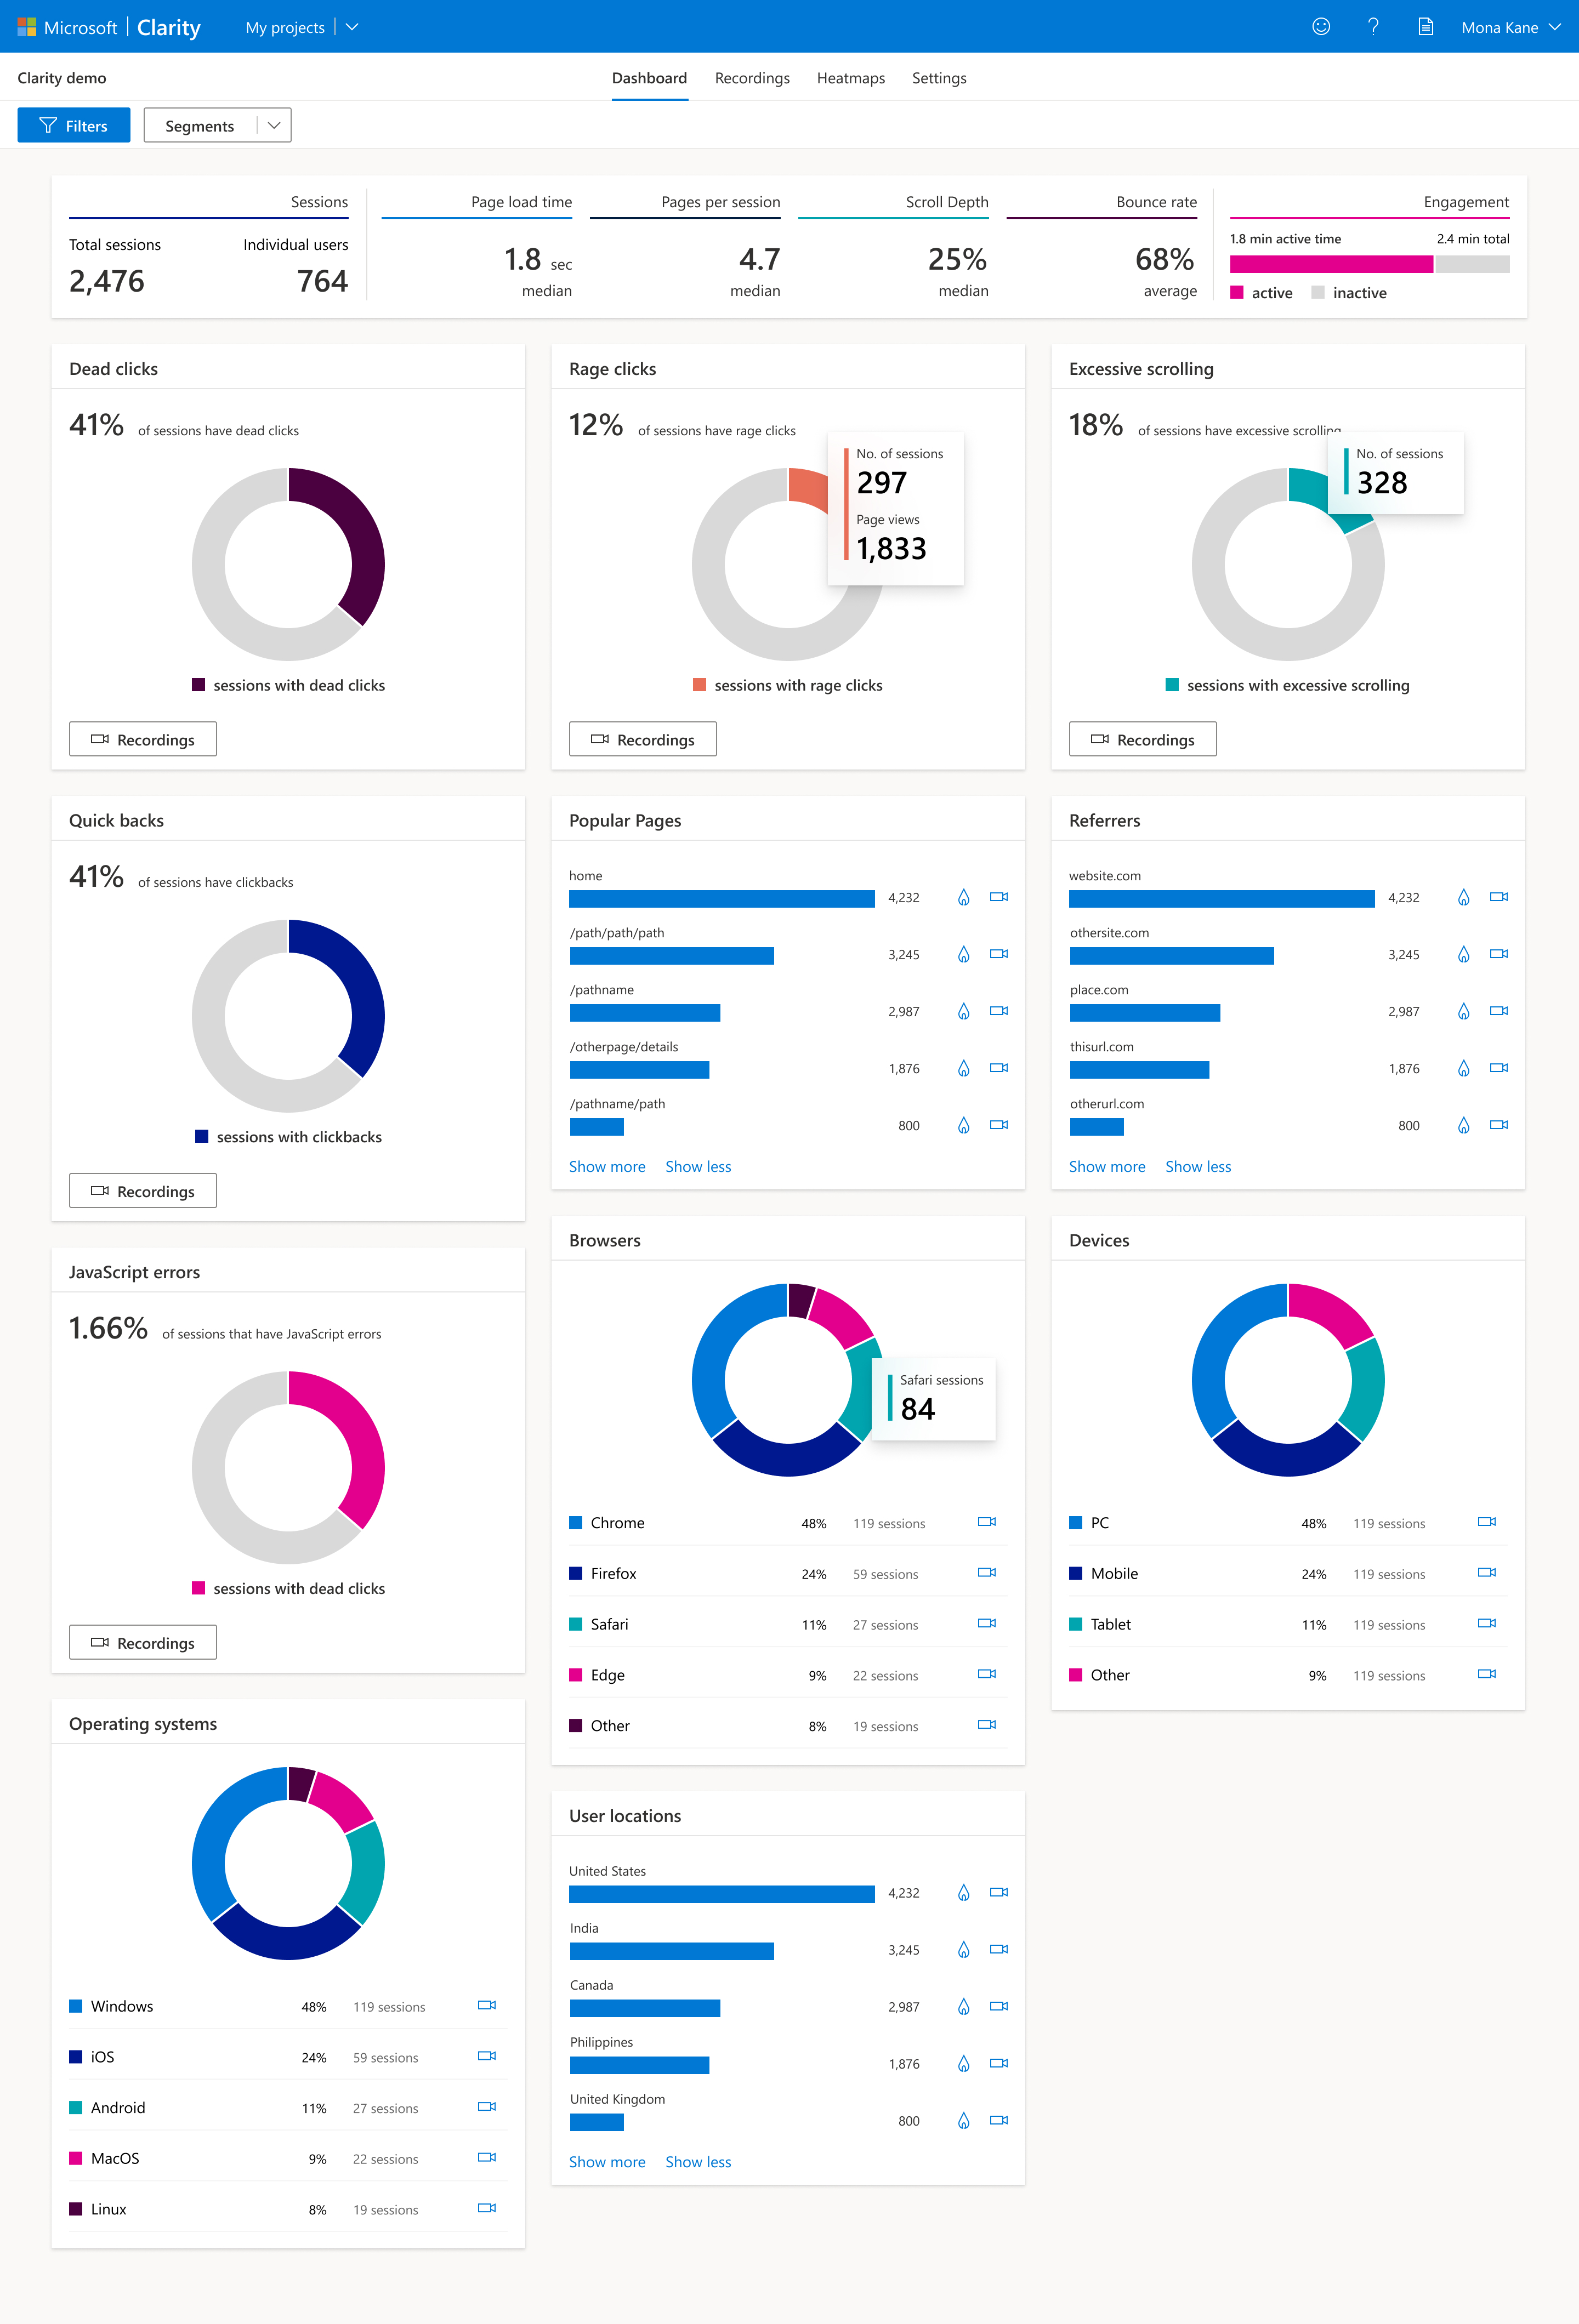 Microsoft | Clarity My projects Mona Kane
Clarity demo Dashboard Recordings Heatmaps Settings
Filters Segments
Sessions Page load time Pages per session Scroll Depth Bounce rate Engagement
Total sessions Individual users 1.8 min active time 2.4 min total
2,476 764 1.8 sec 4.7 25% 68%
median median median average active inactive
Dead clicks
41% of sessions have dead clicks
sessions with dead clicks
Recordings
Rage clicks
12% of sessions have rage clicks
No. of sessions
297
Page views
1,833
sessions with rage clicks
Recordings
Excessive scrolling
18% of sessions have excessive scrolling
No. of sessions
328
sessions with excessive scrolling
Recordings
Quick backs
41% of sessions have clickbacks
sessions with clickbacks
Recordings
Popular Pages
home
4,232
/path/path/path
3,245
/pathname
2,987
/otherpage/details
1,876
/pathname/path
800
Show more Show less
Referrers
website.com
4,232
othersite.com
3,245
place.com
2,987
thisurl.com
1,876
otherurl.com
800
Show more Show less
JavaScript errors
1.66% of sessions that have JavaScript errors
sessions with dead clicks
Recordings
Browsers
Safari sessions
84
Chrome 48% 119 sessions
Firefox 24% 59 sessions
Safari 11% 27 sessions
Edge 9% 22 sessions
Other 8% 19 sessions
Devices
PC 48% 119 sessions
Mobile 24% 119 sessions
Tablet 11% 119 sessions
Other 9% 119 sessions
Operating systems
Windows 48% 119 sessions
iOS 24% 59 sessions
Android 11% 27 sessions
MacOS 9% 22 sessions
Linux 8% 19 sessions
User locations
United States
4,232
India
3,245
Canada
2,987
Philippines
1,876
United Kingdom
800
Show more Show less